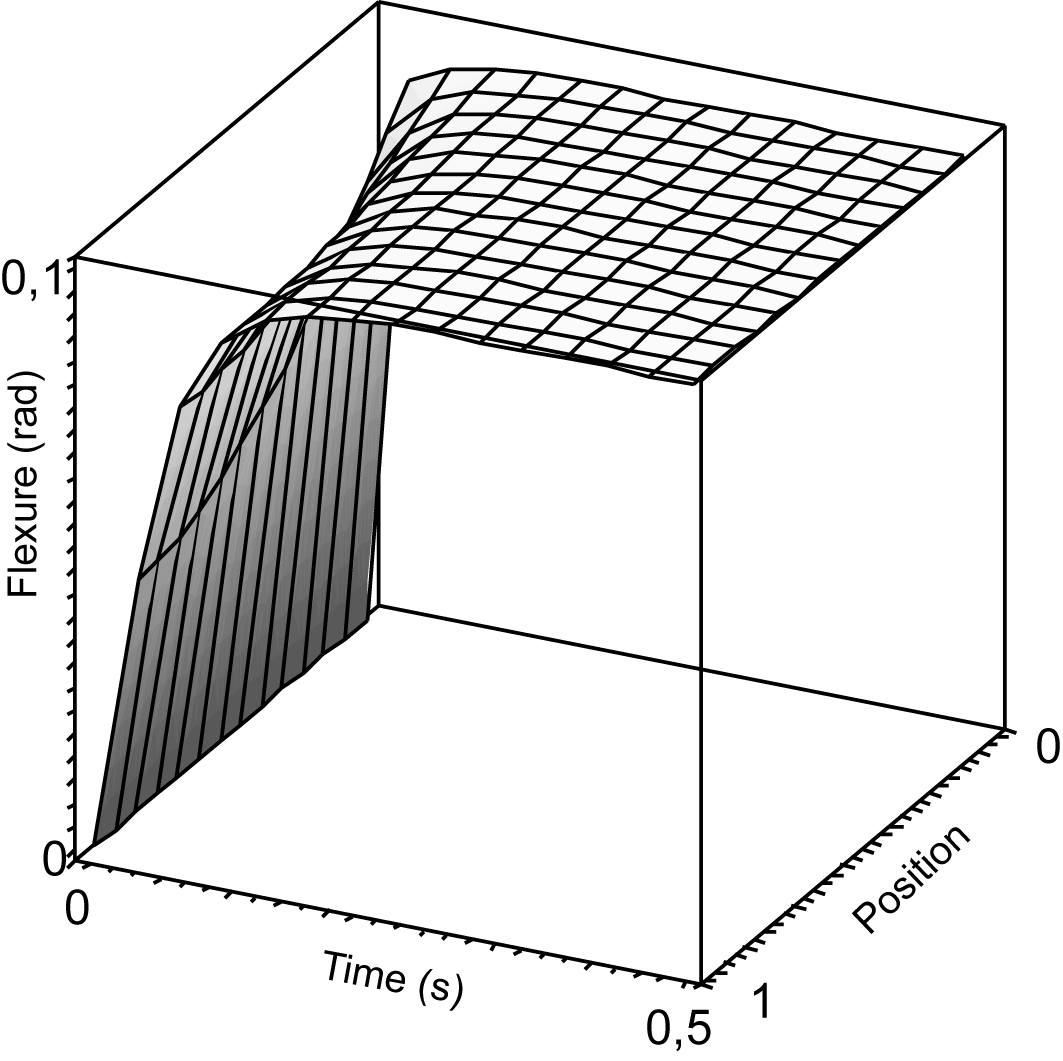 0,1
Flexure (rad)
0
0
Time (s)
0,5
1
Position
0